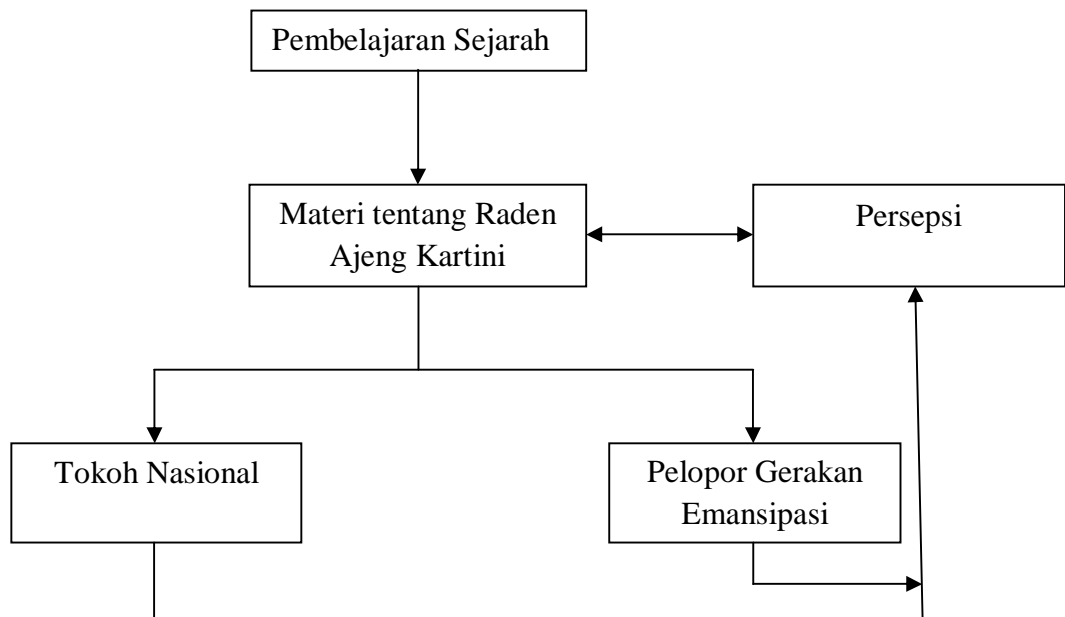 Pembelajaran Sejarah
Materi tentang Raden
Ajeng Kartini
Persepsi
Tokoh Nasional
Pelopor Gerakan
Emansipasi